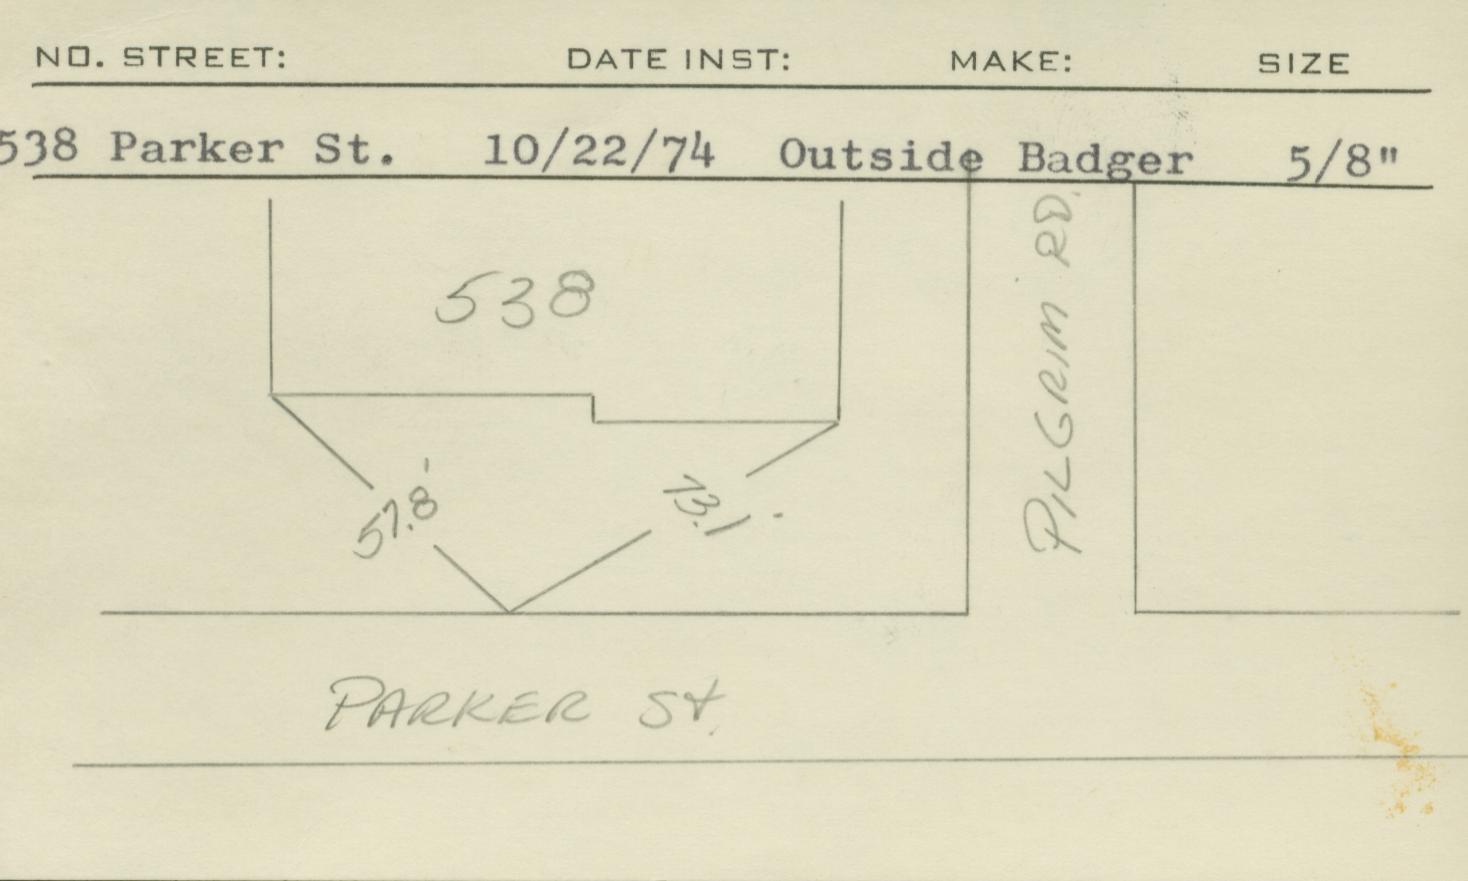 NO. STREET: DATE INST: MAKE: SIZE
538 Parker St. 10/22/74 Outside Badger 5/8"
538
PILGRIM RD.
57.8'
73.1'
PARKER St.